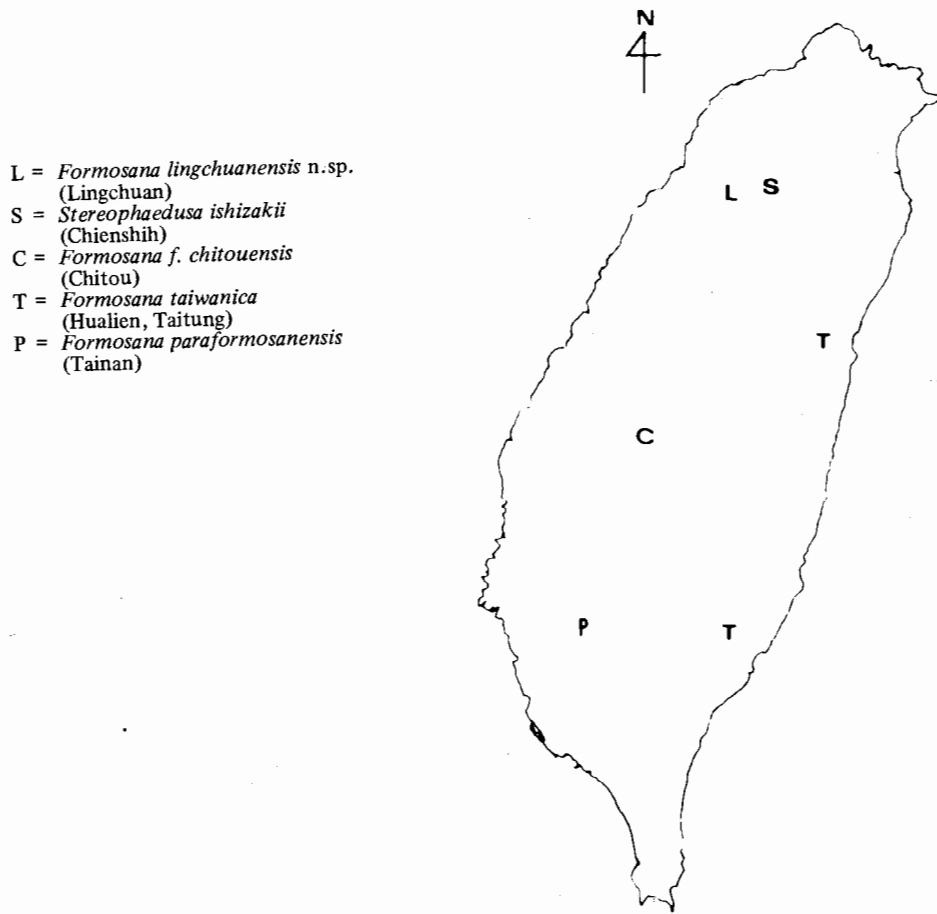 N
L = Formosana lingchuanensis n.sp.
(Lingchuan)
S = Stereophaedusa ishizakii
(Chienshih)
C = Formosana f. chitouensis
(Chitou)
T = Formosana taiwanica
(Hualien, Taitung)
P = Formosana paraformosanensis
(Tainan)
L S
T
C
P T